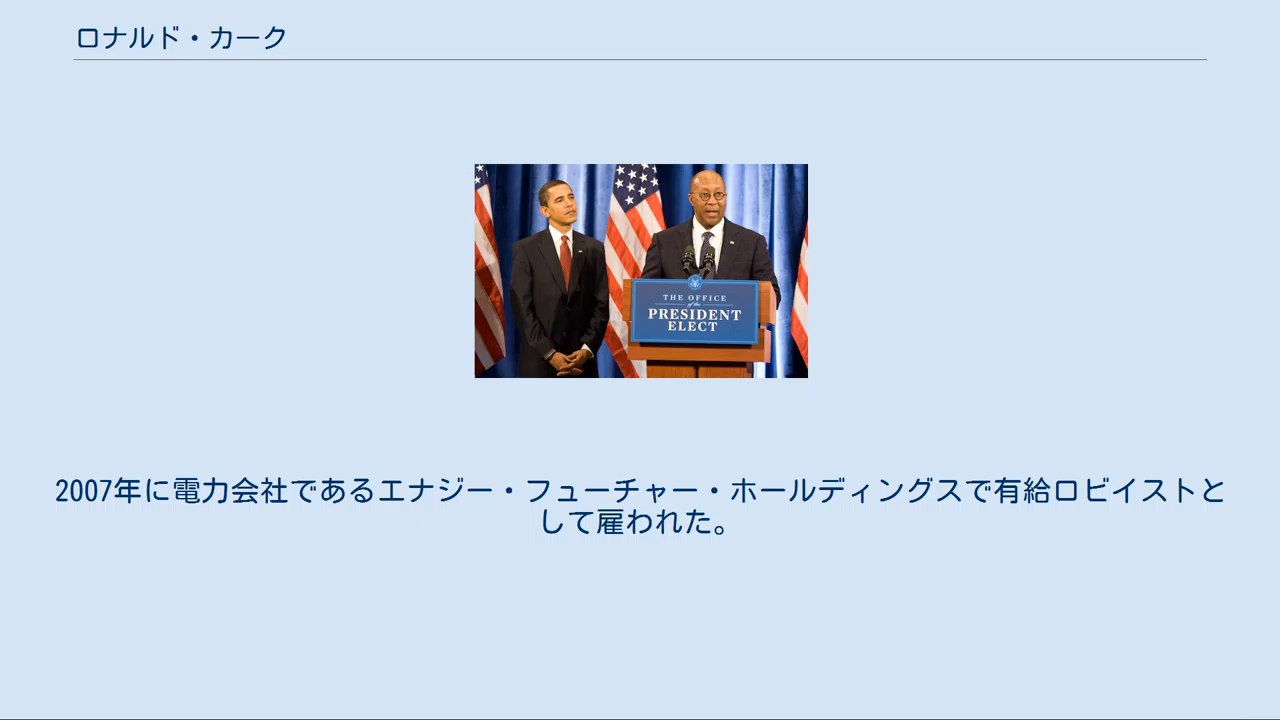 ロナルド・カーク
THE OFFICE
of the
PRESIDENT
ELECT
2007年に電力会社であるエナジー・フューチャー・ホールディングスで有給ロビイストと
して雇われた。